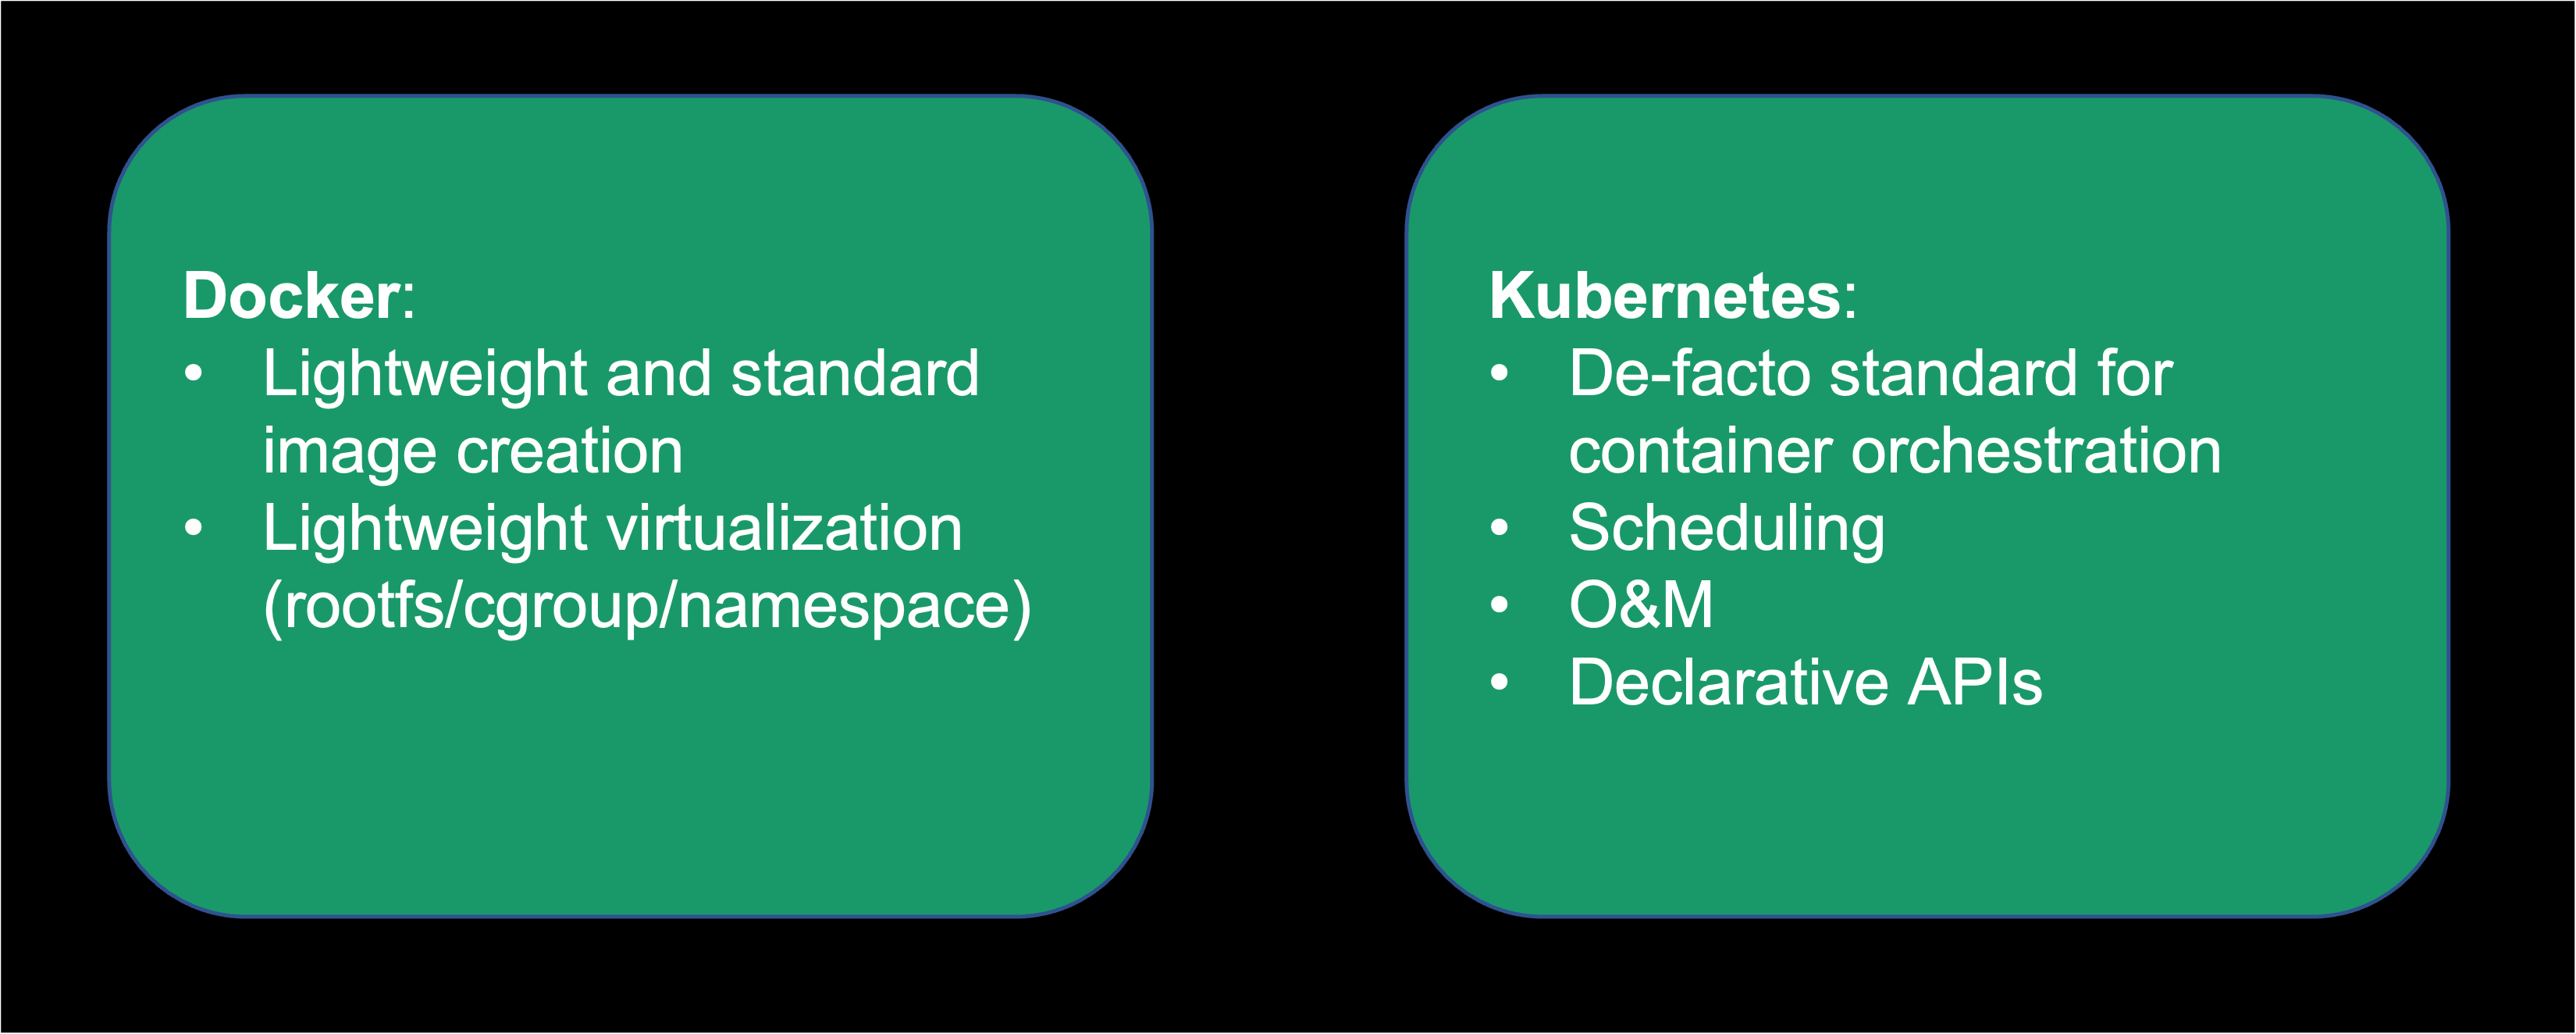 Docker:
• Lightweight and standard
image creation
• Lightweight virtualization
(rootfs/cgroup/namespace)
Kubernetes:
• De-facto standard for
container orchestration
• Scheduling
• O&M
• Declarative APIs